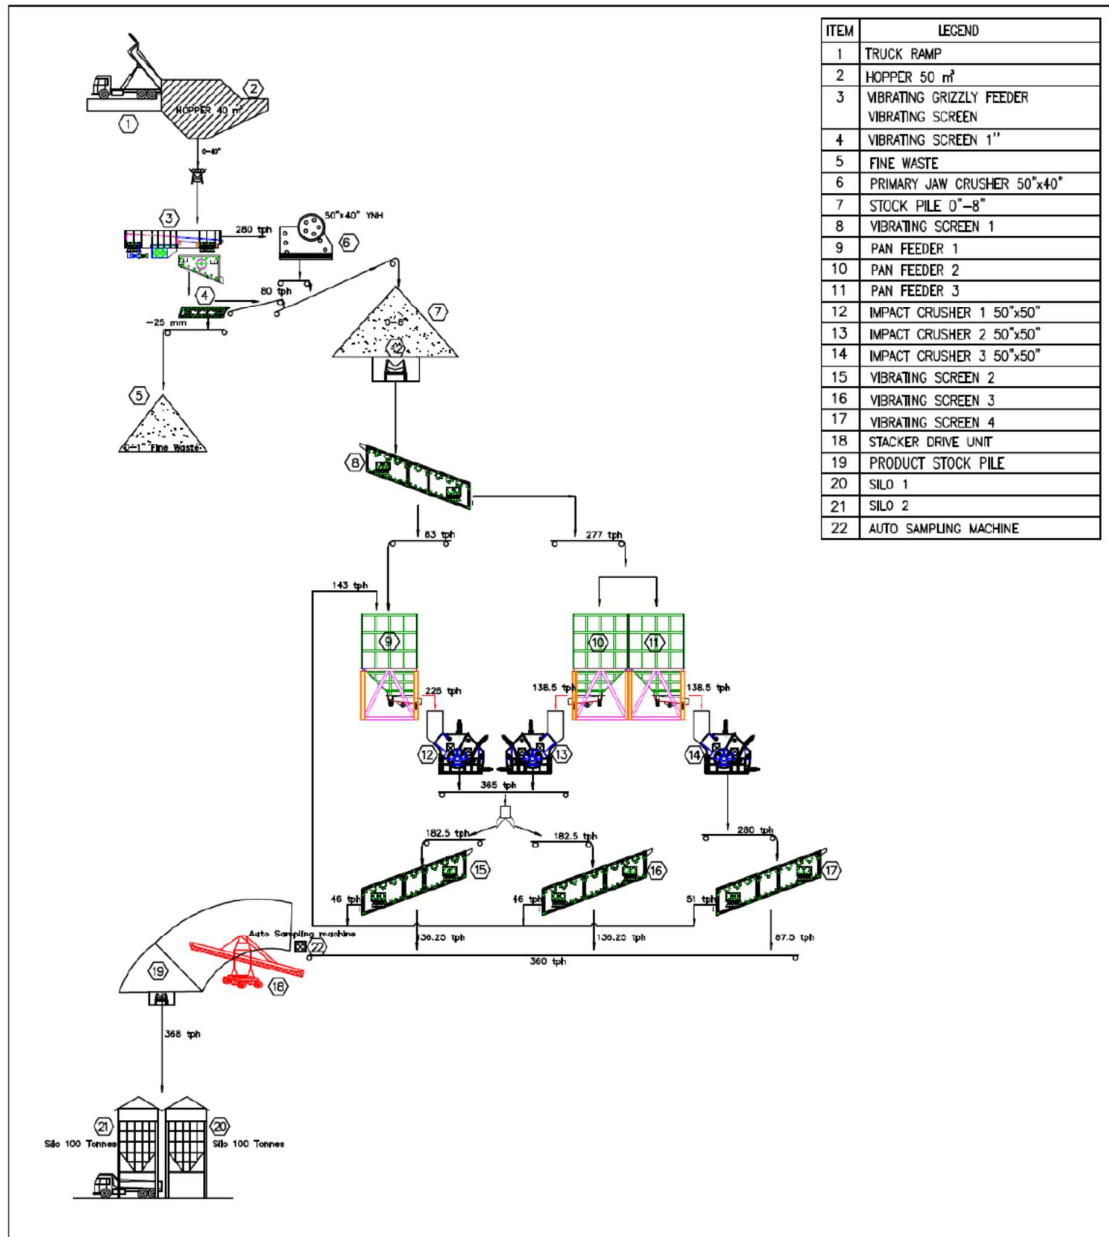 ITEM LEGEND
1 TRUCK RAMP
2 HOPPER 50 m³
3 VIBRATING GRIZZLY FEEDER
VIBRATING SCREEN
4 VIBRATING SCREEN 1''
5 FINE WASTE
6 PRIMARY JAW CRUSHER 50"x40"
7 STOCK PILE 0"-8"
8 VIBRATING SCREEN 1
9 PAN FEEDER 1
10 PAN FEEDER 2
11 PAN FEEDER 3
12 IMPACT CRUSHER 1 50"x50"
13 IMPACT CRUSHER 2 50"x50"
14 IMPACT CRUSHER 3 50"x50"
15 VIBRATING SCREEN 2
16 VIBRATING SCREEN 3
17 VIBRATING SCREEN 4
18 STACKER DRIVE UNIT
19 PRODUCT STOCK PILE
20 SILO 1
21 SILO 2
22 AUTO SAMPLING MACHINE
2
HOPPER 40 m³
1
3
280 tph
50"x40" YNH
6
4
80 tph
-25 mm
7
0-8"
5
0-1" Fine Waste
8
83 tph
277 tph
143 tph
9
10
11
226 tph
138.5 tph
138.5 tph
12
13
14
365 tph
182.5 tph
182.5 tph
280 tph
15
16
17
46 tph
46 tph
51 tph
Auto Sampling machine
22
136.25 tph
136.25 tph
87.5 tph
360 tph
19
18
368 tph
21
20
Silo 100 Tonnes
Silo 100 Tonnes